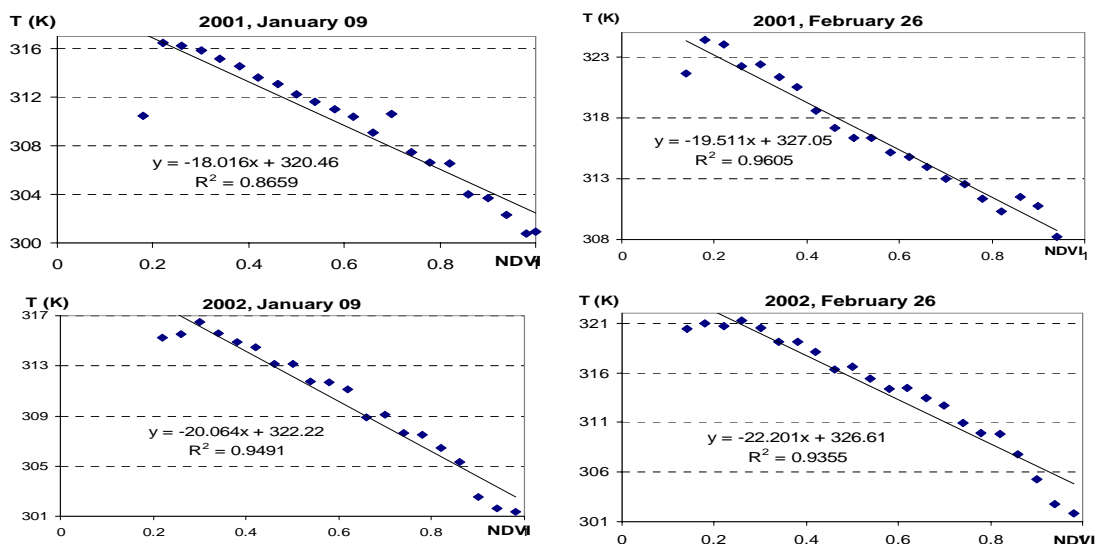 T (K)
2001, January 09
316
312
308
304
300
y = -18.016x + 320.46
R² = 0.8659
0 0.2 0.4 0.6 0.8 1
NDVI
T (K)
2001, February 26
323
318
313
308
y = -19.511x + 327.05
R² = 0.9605
0 0.2 0.4 0.6 0.8 1
NDVI
T (K)
2002, January 09
317
313
309
305
301
y = -20.064x + 322.22
R² = 0.9491
0 0.2 0.4 0.6 0.8 1
NDVI
T (K)
2002, February 26
321
316
311
306
301
y = -22.201x + 326.61
R² = 0.9355
0 0.2 0.4 0.6 0.8 1
NDVI